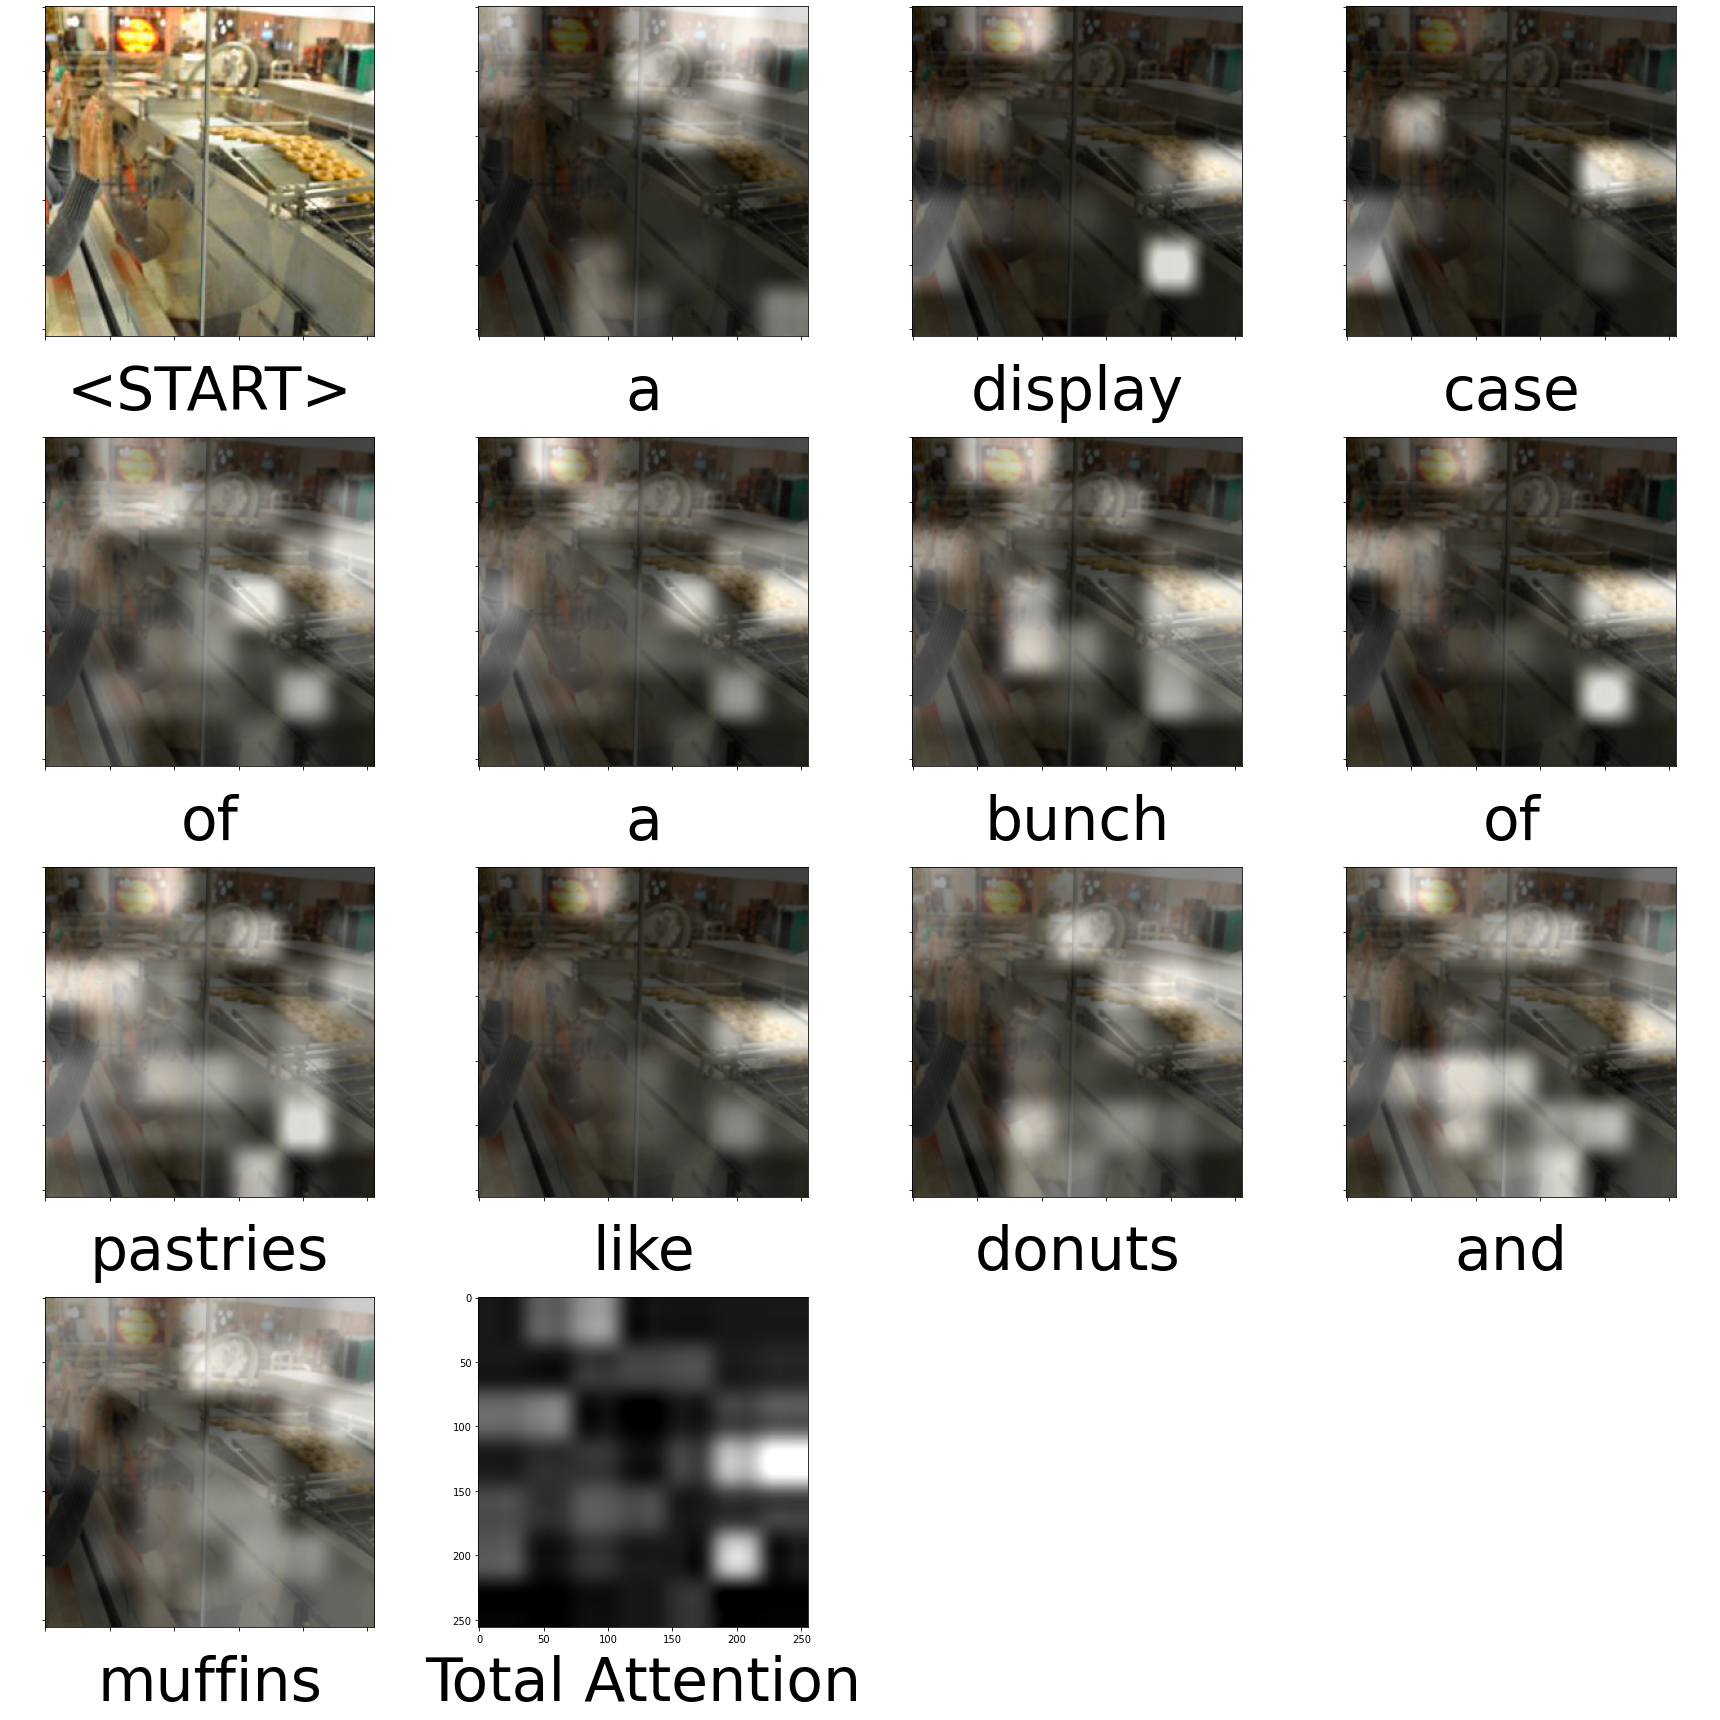 <START> a display case
of a bunch of
pastries like donuts and
0
50
100
150
200
250
0 50 100 150 200 250
muffins Total Attention